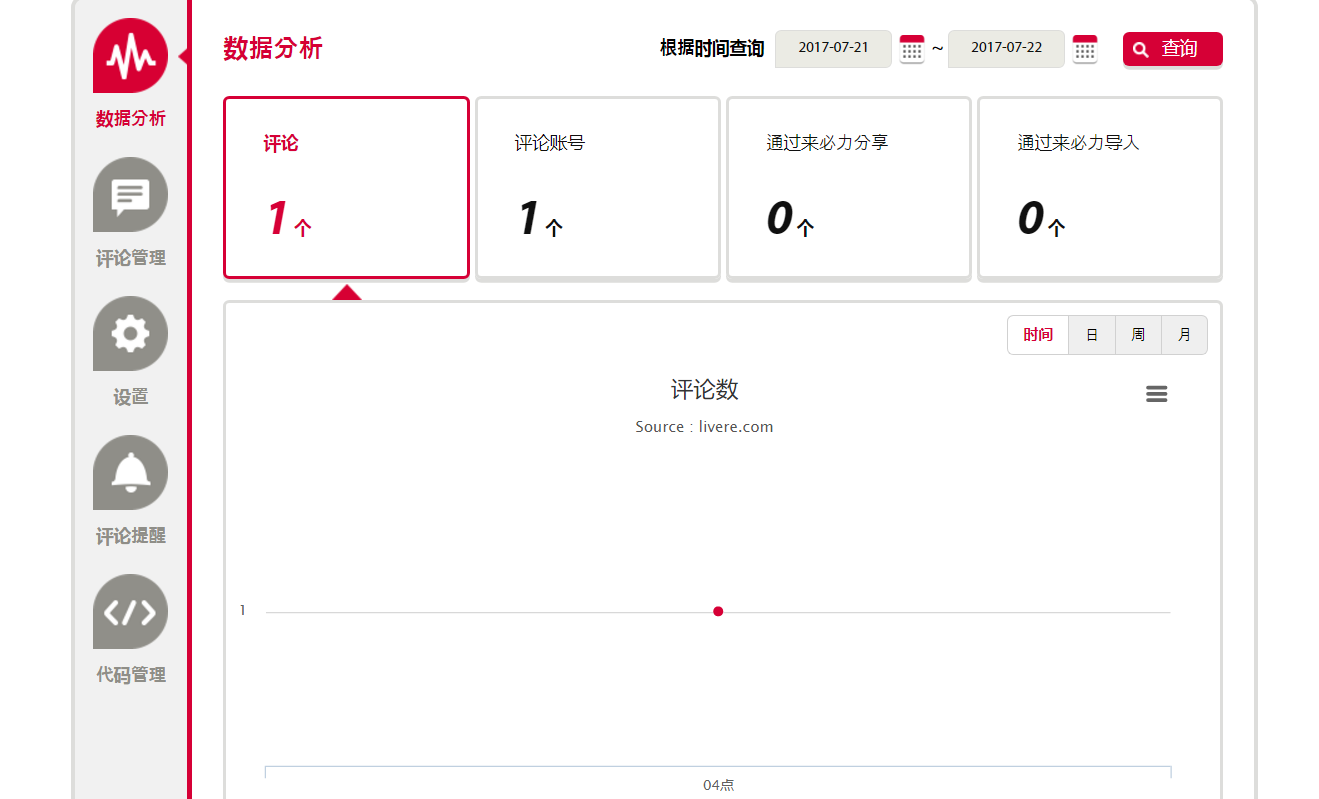 数据分析
评论管理
设置
评论提醒
代码管理
数据分析
根据时间查询 2017-07-21 ~ 2017-07-22 查询
评论 评论账号 通过来必力分享 通过来必力导入
1个 1个 0个 0个
时间 日 周 月
评论数
Source : livere.com
1
04点